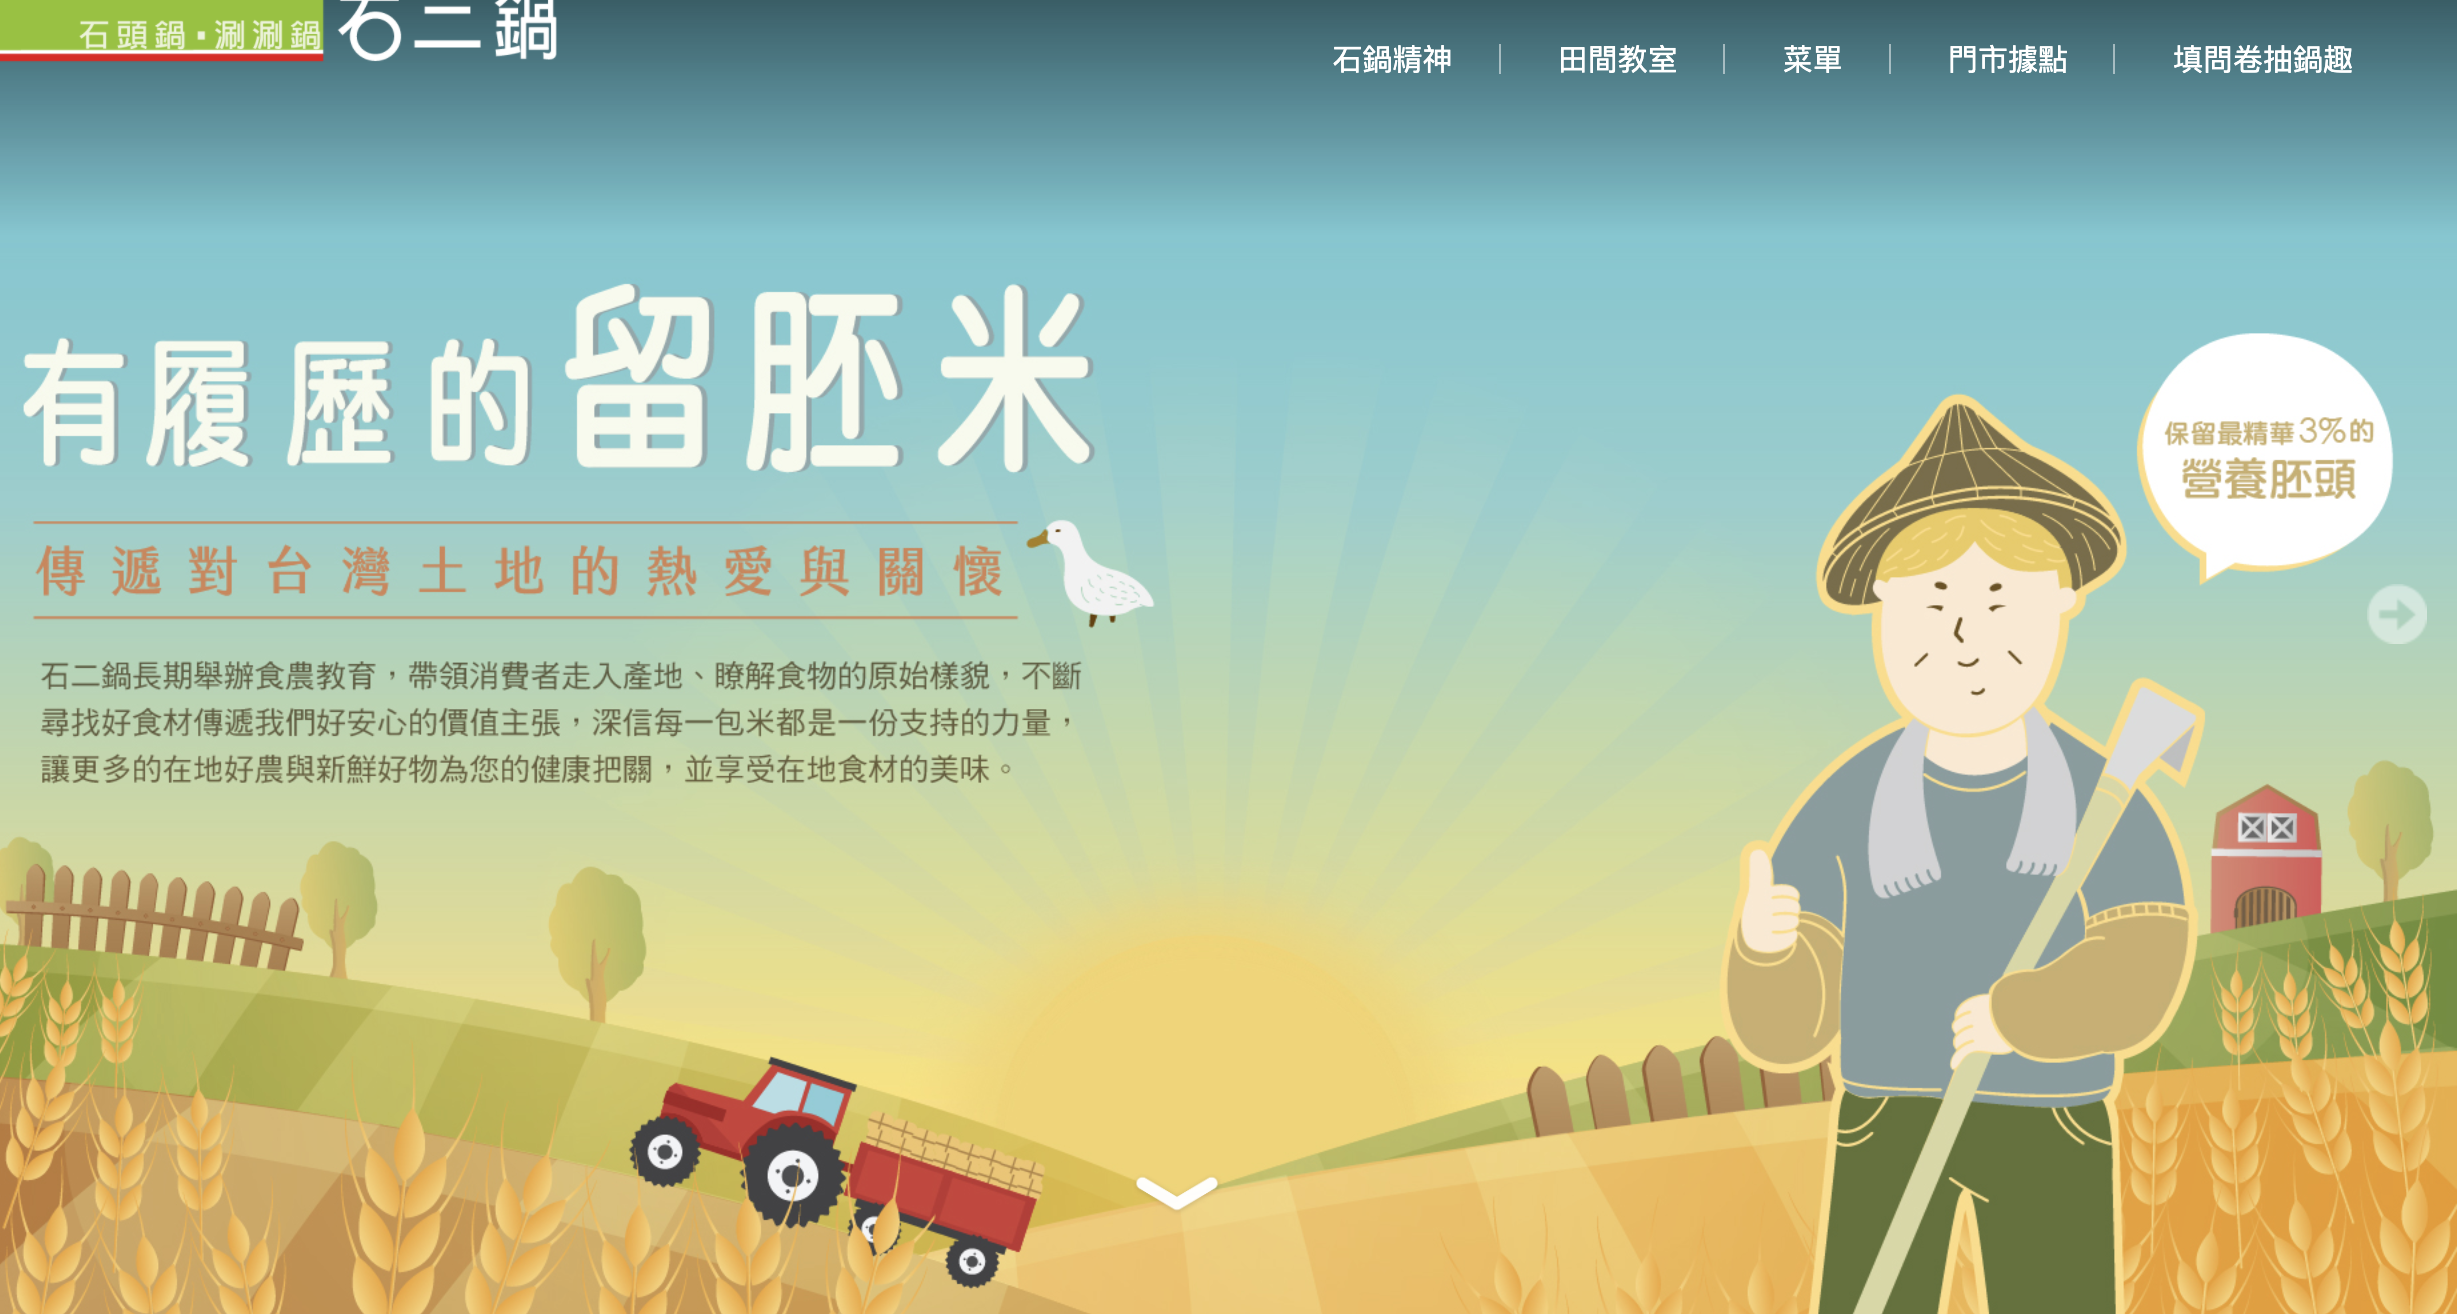 石頭鍋▪涮涮鍋
石二鍋
石鍋精神
田間教室
菜單
門市據點
填問卷抽鍋趣
有履歷的留胚米
保留最精華3%的
營養胚頭
傳遞對台灣土地的熱愛與關懷
石二鍋長期舉辦食農教育，帶領消費者走入產地、瞭解食物的原始樣貌，不斷
尋找好食材傳遞我們好安心的價值主張，深信每一包米都是一份支持的力量，
讓更多的在地好農與新鮮好物為您的健康把關，並享受在地食材的美味。